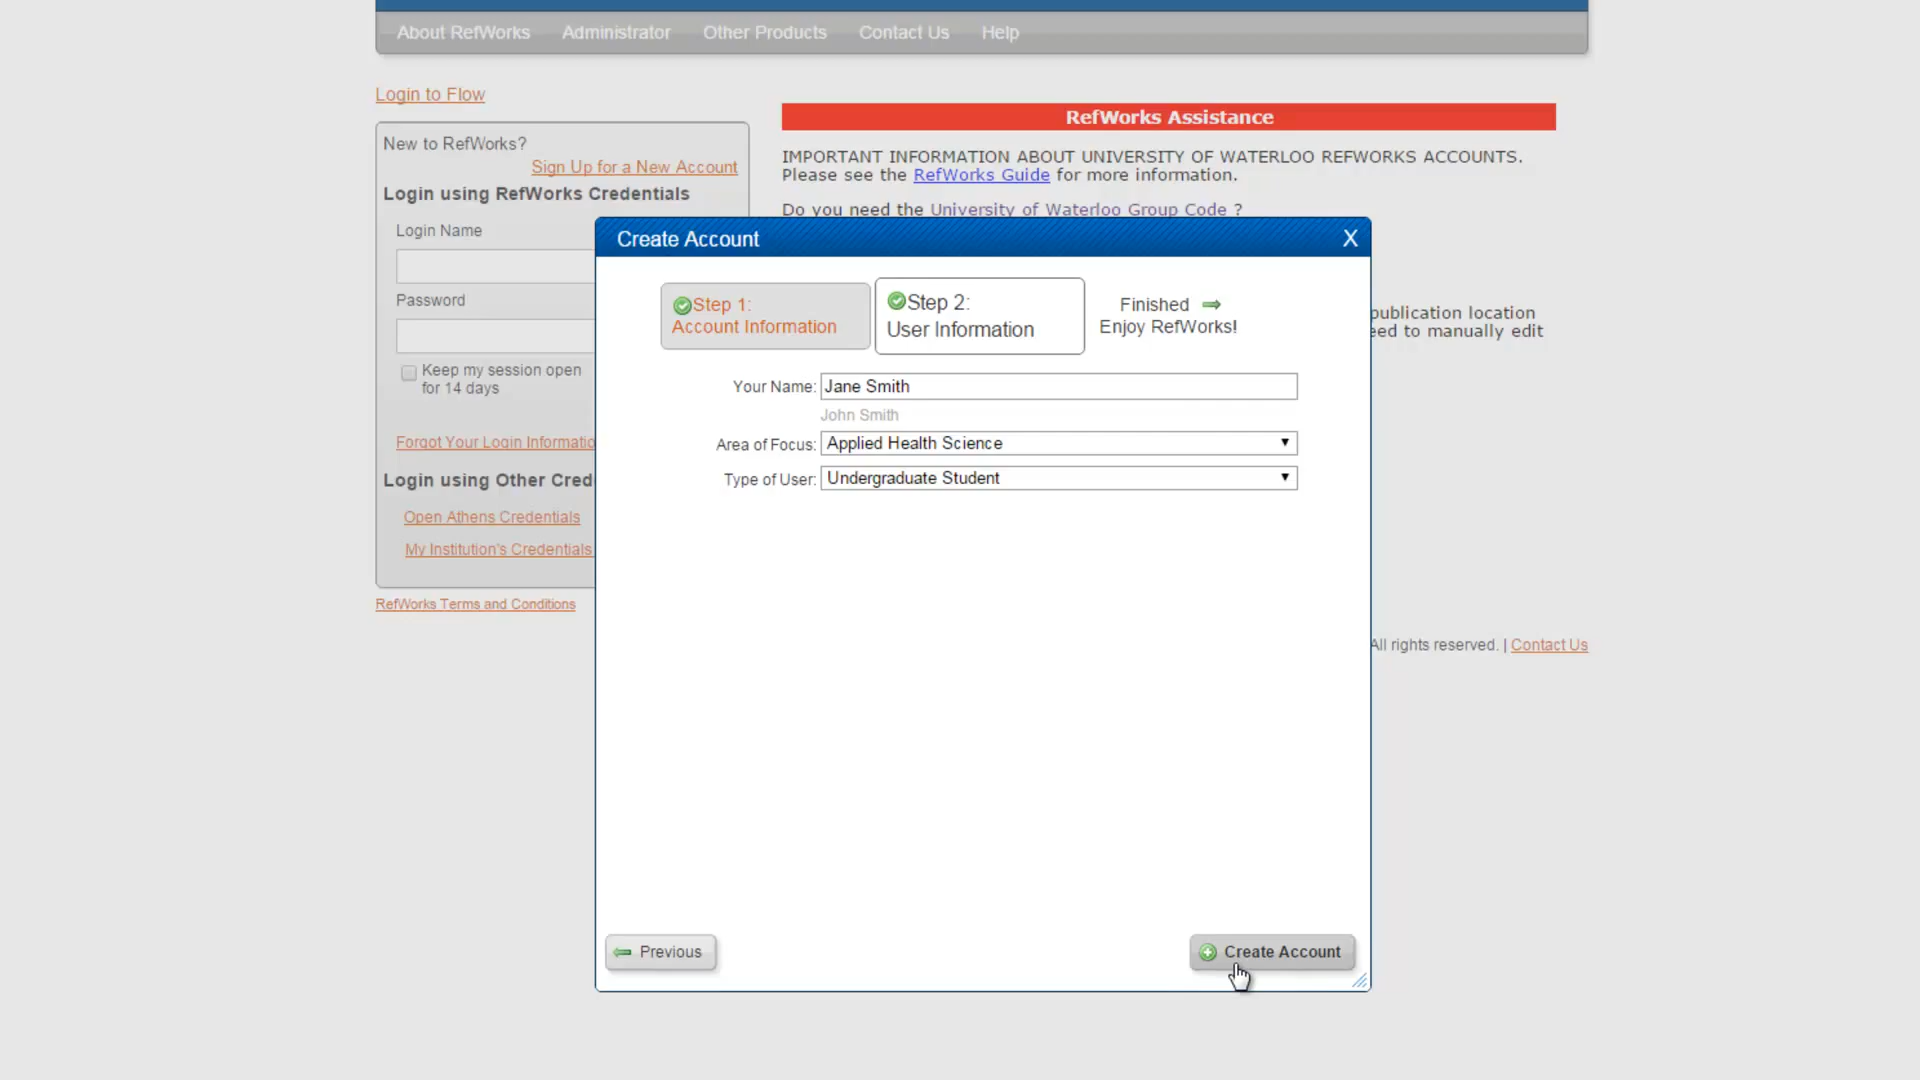 About RefWorks Administrator Other Products Contact Us Help
Login to Flow
New to RefWorks?
Sign Up for a New Account
Login using RefWorks Credentials
Login Name
Password
Keep my session open
for 14 days
Forgot Your Login
Login using Other
Open Athens Credentials
My Institution's Credentials
RefWorks Terms and Conditions
RefWorks Assistance
IMPORTANT INFORMATION ABOUT UNIVERSITY OF WATERLOO REFWORKS ACCOUNTS.
Please see the RefWorks Guide for more information.
Do you need the University of Waterloo Group Code ?
publication location
to manually edit
All rights reserved. | Contact Us
Create Account X
Step 1:
Account Information
Step 2:
User Information
Finished
Enjoy RefWorks!
Your Name: Jane Smith
John Smith
Area of Focus: Applied Health Science
Type of User: Undergraduate Student
Previous
Create Account